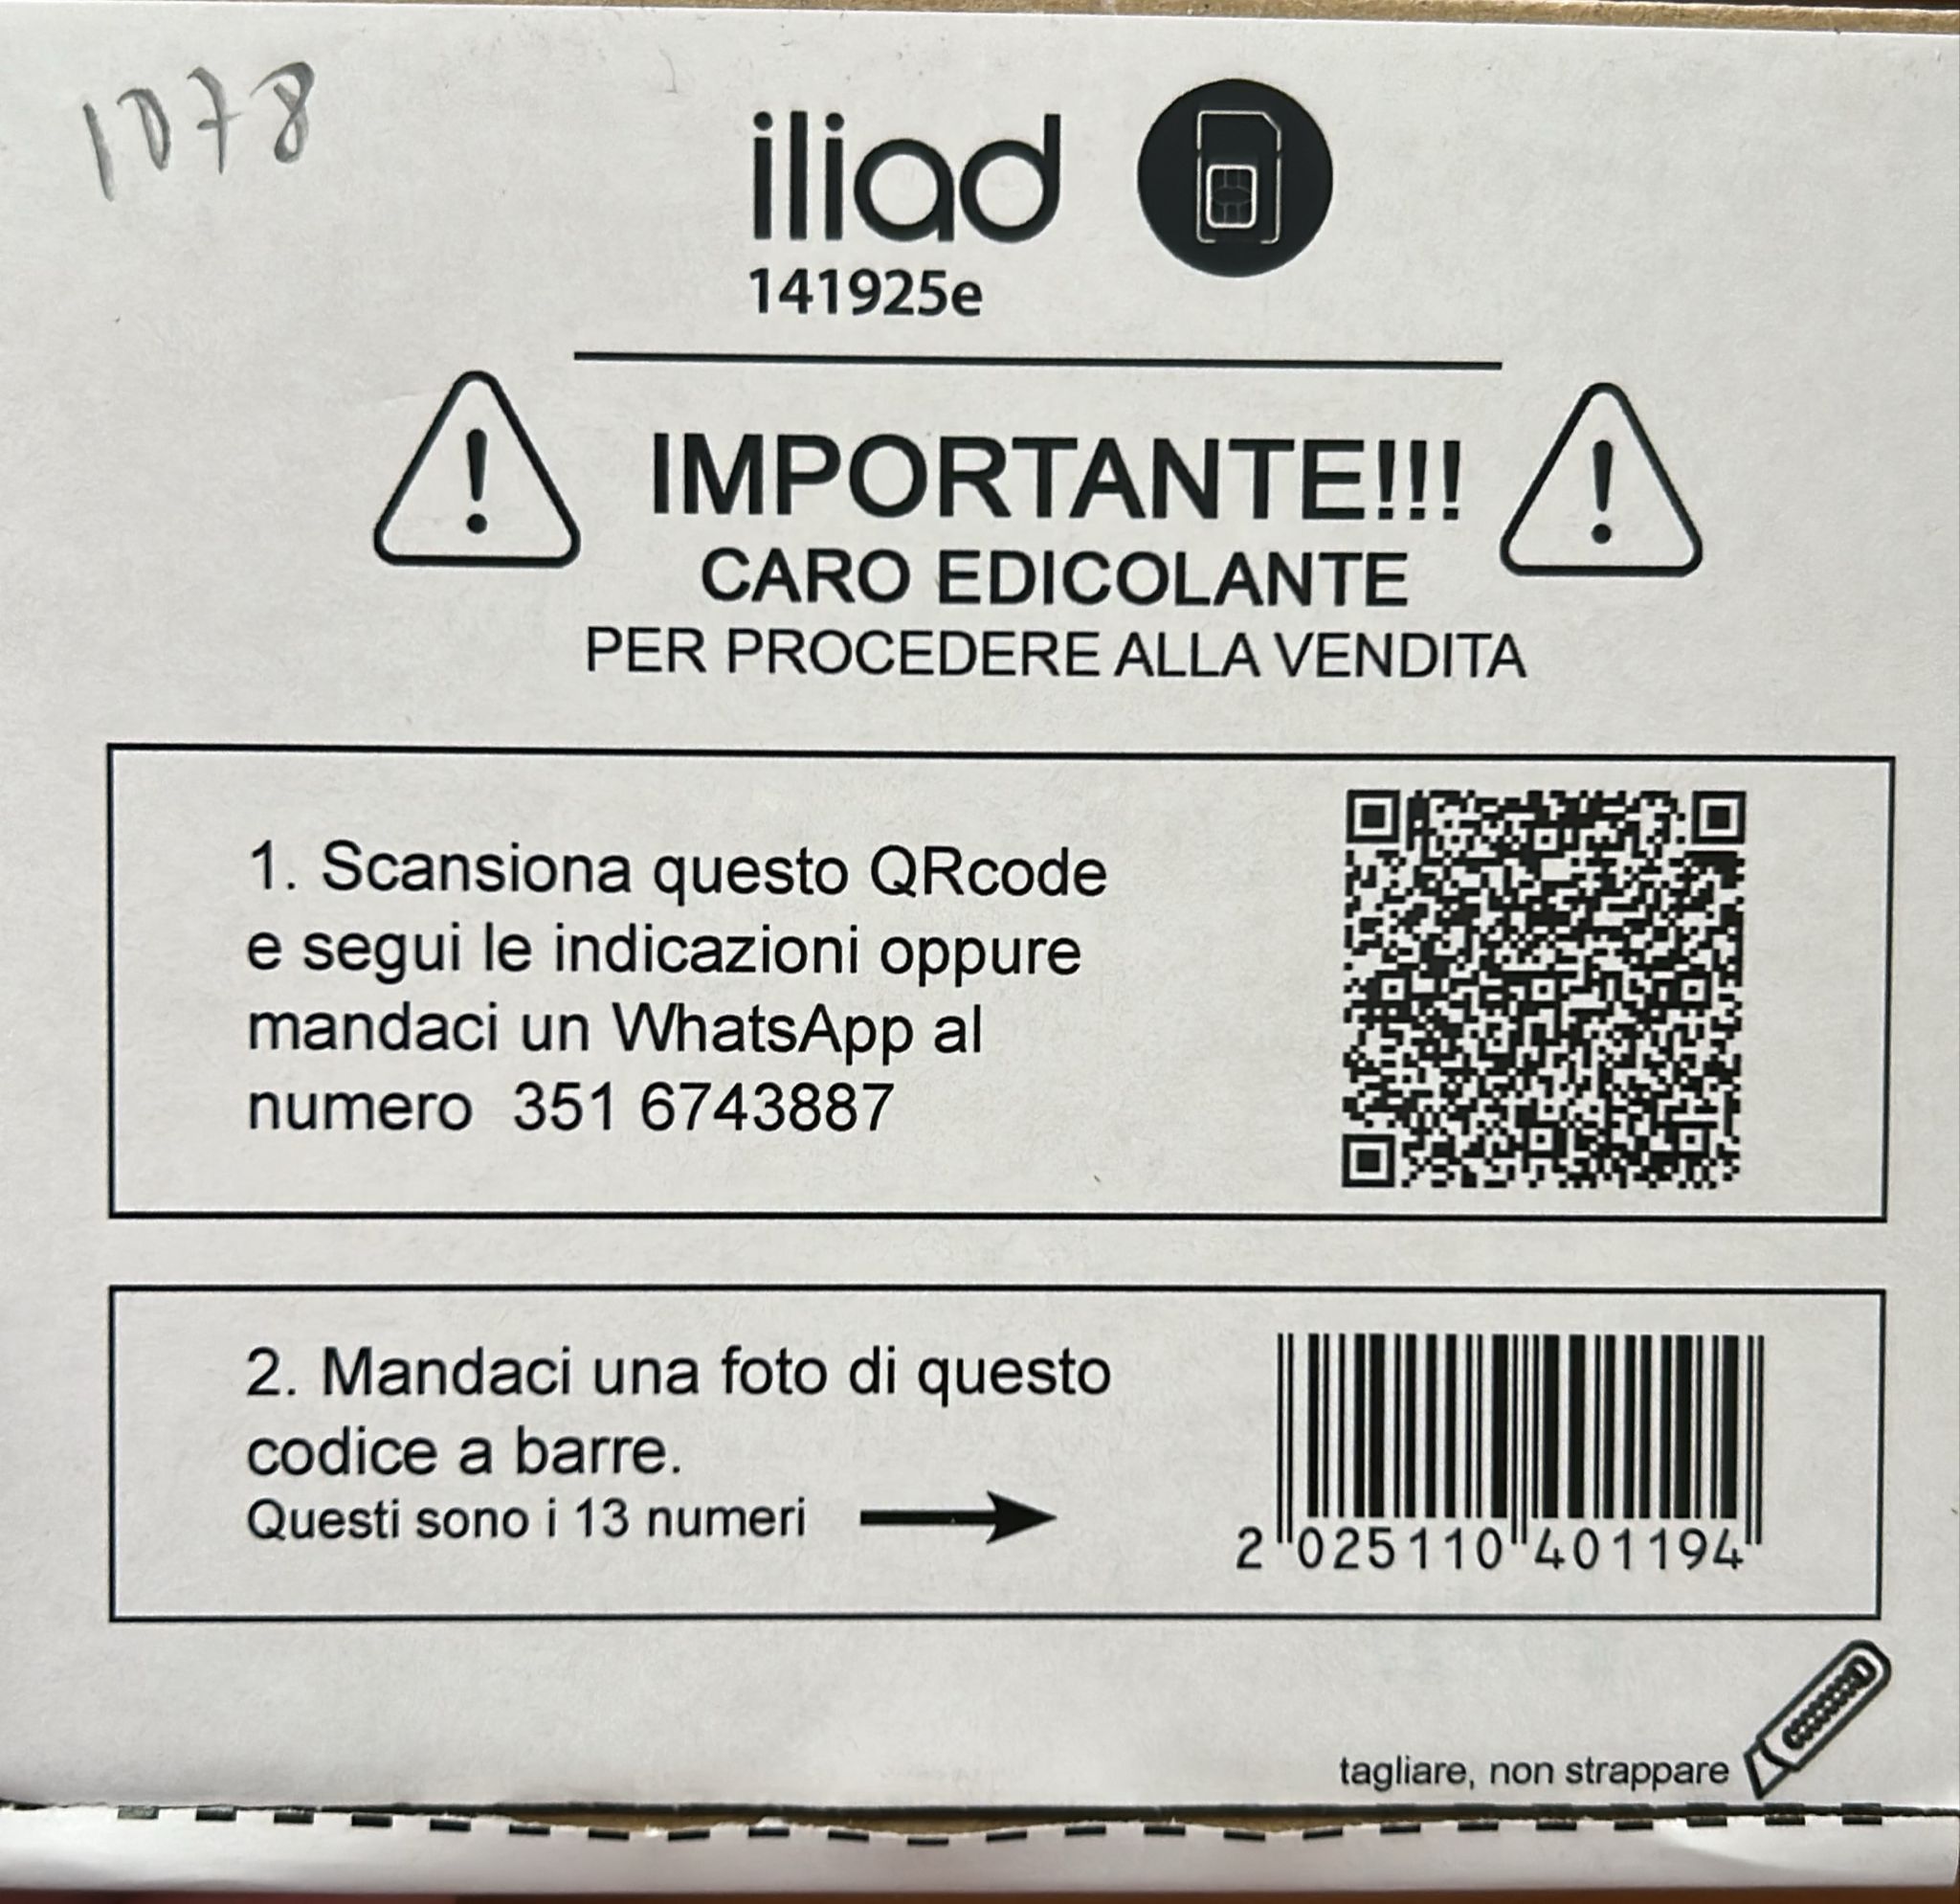 1078
iliad
141925e
IMPORTANTE!!!
CARO EDICOLANTE
PER PROCEDERE ALLA VENDITA
1. Scansiona questo QRcode
e segui le indicazioni oppure
mandaci un WhatsApp al
numero 351 6743887
2. Mandaci una foto di questo
codice a barre.
Questi sono i 13 numeri
2 025110 401194
tagliare, non strappare